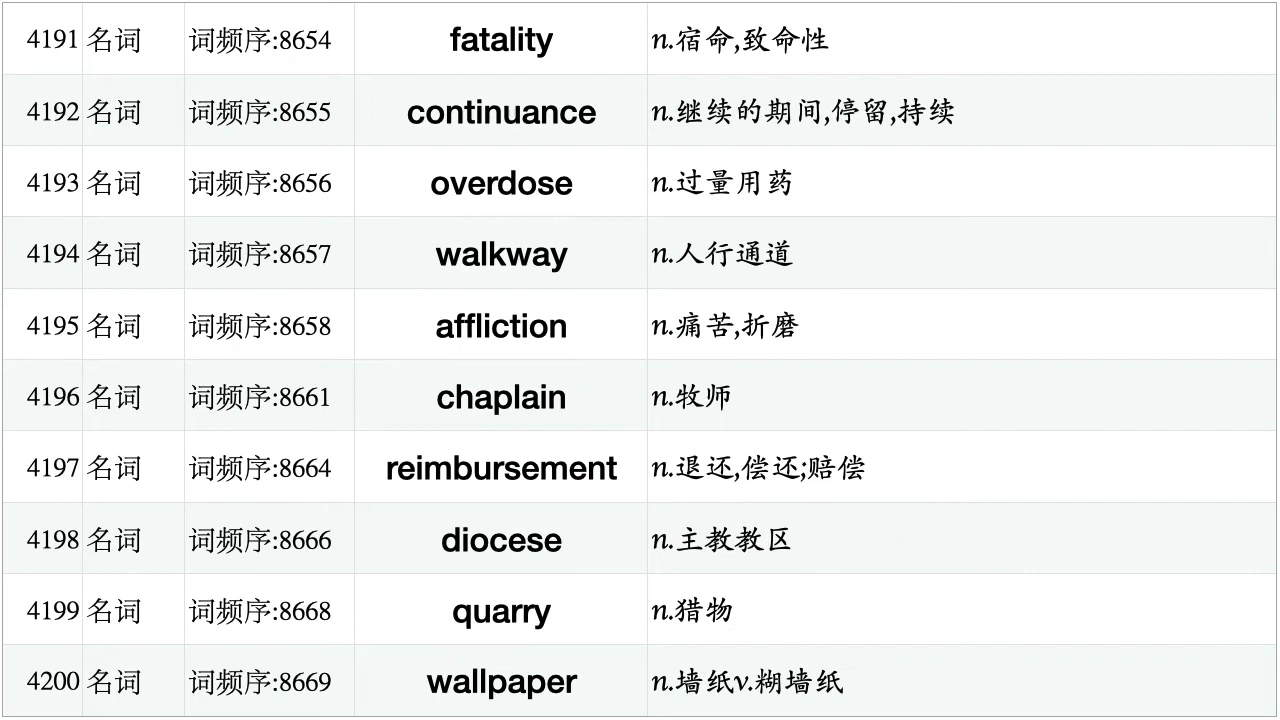 4191 名词 词频序:8654 fatality n.宿命,致命性
4192 名词 词频序:8655 continuance n.继续的期间,停留,持续
4193 名词 词频序:8656 overdose n.过量用药
4194 名词 词频序:8657 walkway n.人行通道
4195 名词 词频序:8658 affliction n.痛苦,折磨
4196 名词 词频序:8661 chaplain n.牧师
4197 名词 词频序:8664 reimbursement n.退还,偿还;赔偿
4198 名词 词频序:8666 diocese n.主教教区
4199 名词 词频序:8668 quarry n.猎物
4200 名词 词频序:8669 wallpaper n.墙纸v.糊墙纸